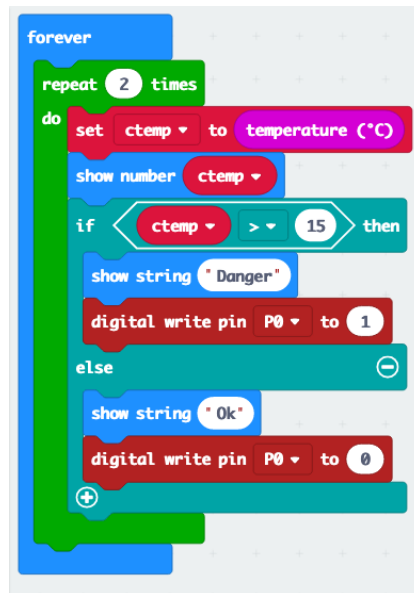 forever
repeat 2 times
do
set ctemp to temperature (°C)
show number ctemp
if ctemp > 15 then
show string "Danger"
digital write pin P0 to 1
else
show string "Ok"
digital write pin P0 to 0